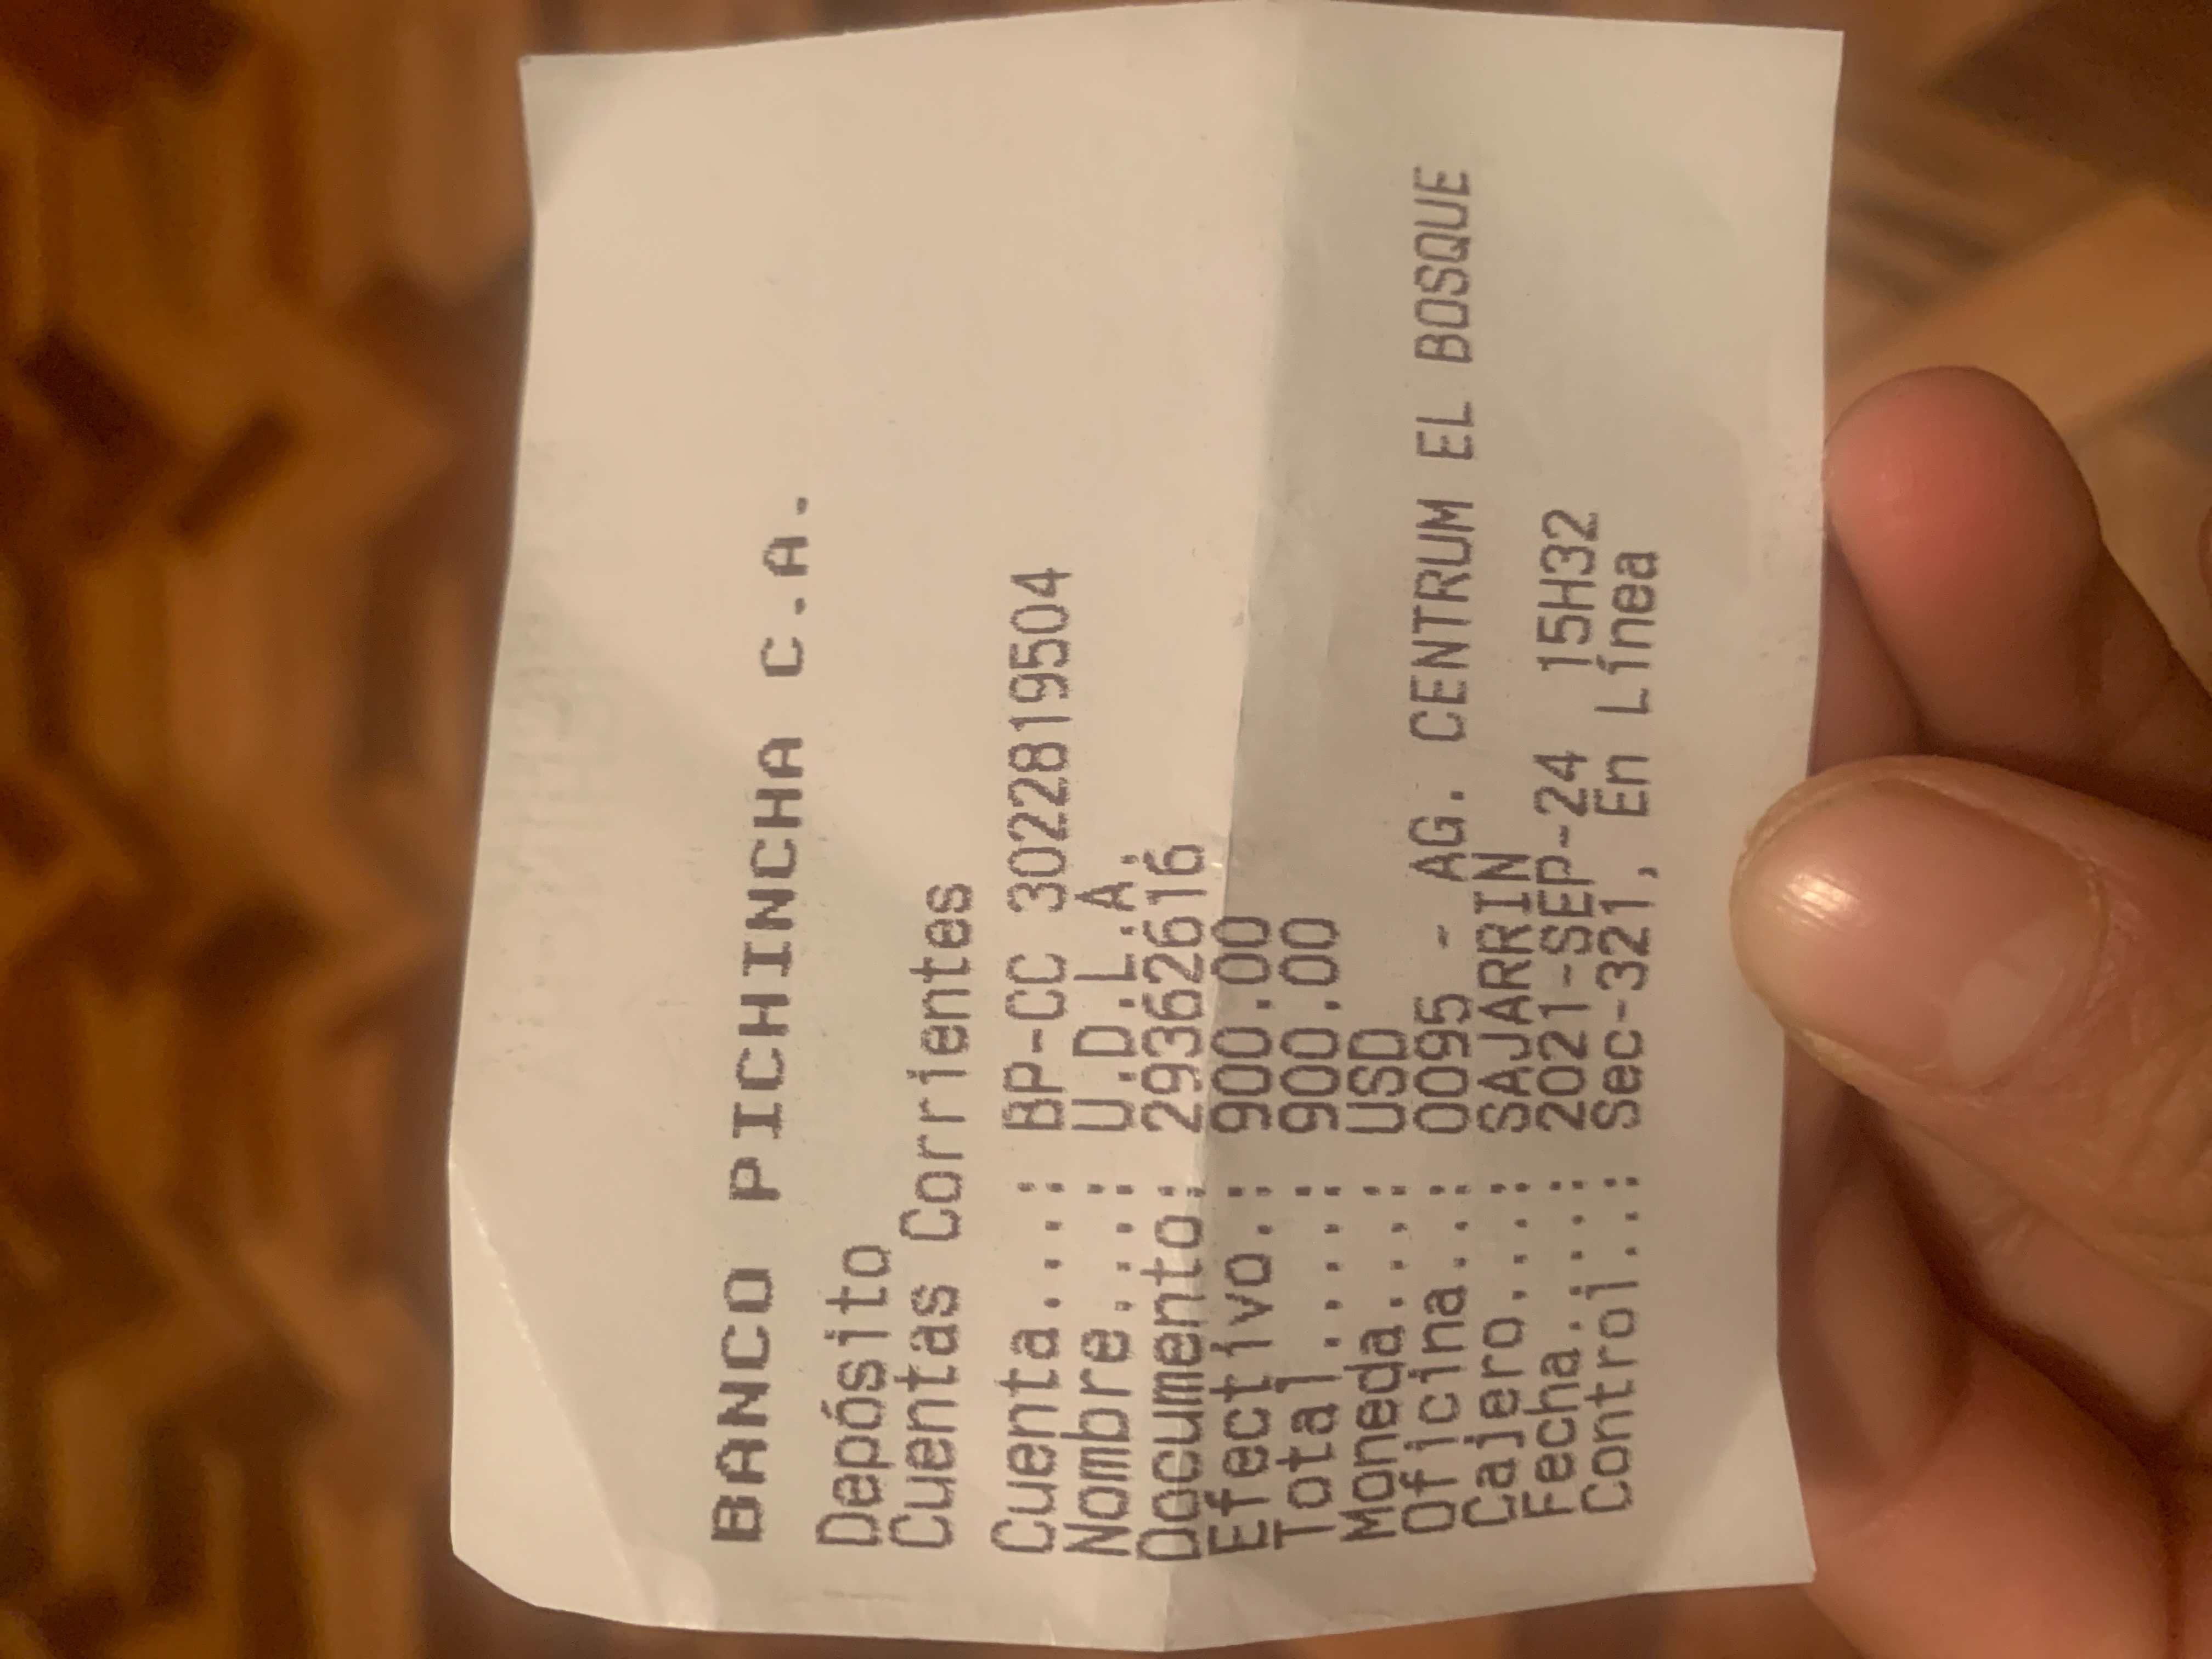 BANCO PICHINCHA C.A.
Depósito
Cuentas Corrientes
Cuenta....: BP-CC 3022819504
Nombre....: U.D.L.A.
Documento.: 293626616
Efectivo..: 900.00
Total.....: 900.00
Moneda....: USD
Oficina...: 0095 - AG. CENTRUM EL BOSQUE
Cajero....: SAJARRIN
Fecha.....: 2021-SEP-24 15H32
Control...: Sec-321, En Línea